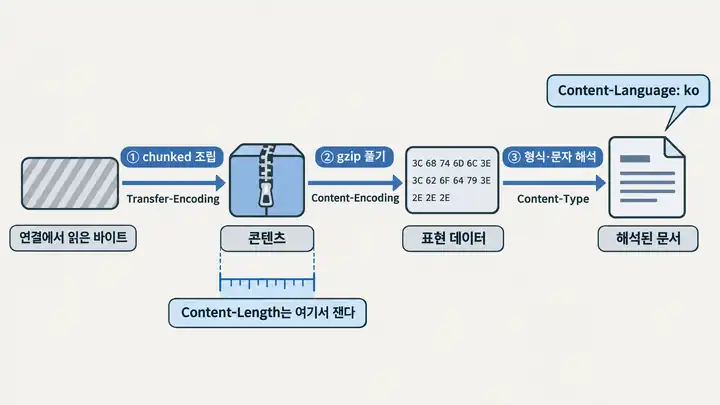 Content-Language: ko
① chunked 조립
Transfer-Encoding
② gzip 풀기
Content-Encoding
3C 68 74 6D 6C 3E
3C 62 6F 64 79 3E
2E 2E 2E
③ 형식·문자 해석
Content-Type
연결에서 읽은 바이트
콘텐츠
표현 데이터
해석된 문서
Content-Length는 여기서 잰다